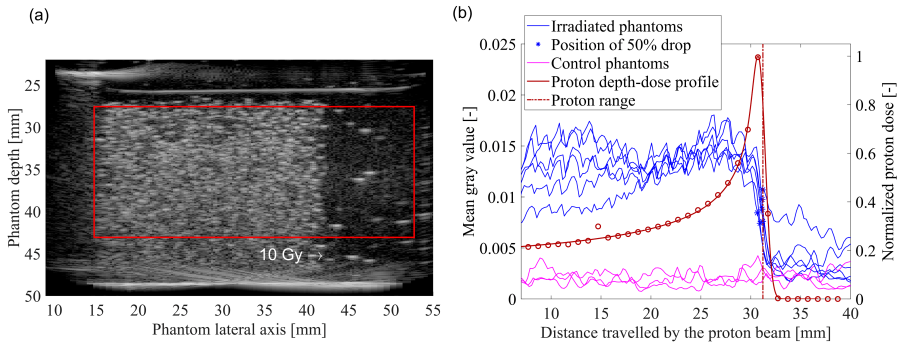 (a)
25
30
35
40
45
50
Phantom depth [mm]
10 Gy →
10 15 20 25 30 35 40 45 50 55
Phantom lateral axis [mm]
(b)
Irradiated phantoms
Position of 50% drop
Control phantoms
Proton depth-dose profile
Proton range
0.025
0.02
0.015
0.01
0.005
0
Mean gray value [-]
1
0.8
0.6
0.4
0.2
0
Normalized proton dose [-]
10 15 20 25 30 35 40
Distance travelled by the proton beam [mm]